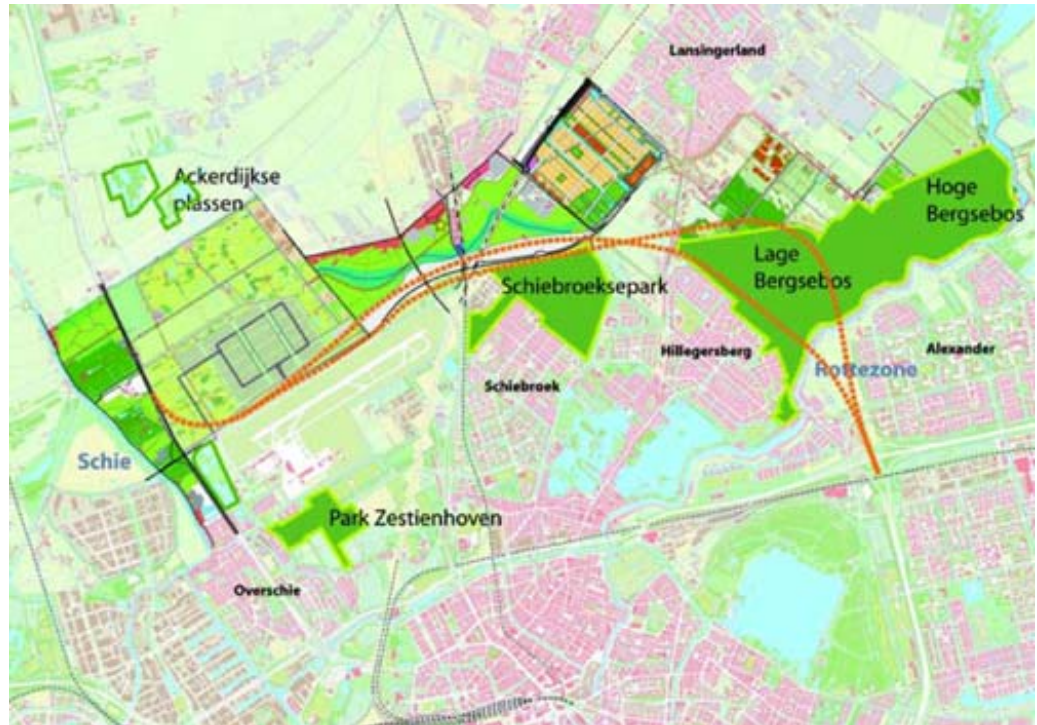 Lansingerland
Ackerdijkse
plassen
Hoge
Bergsebos
Lage
Bergsebos
Schiebroeksepark
Hillegersberg
Alexander
Rottezone
Schiebroek
Schie
Park Zestienhoven
Overschie